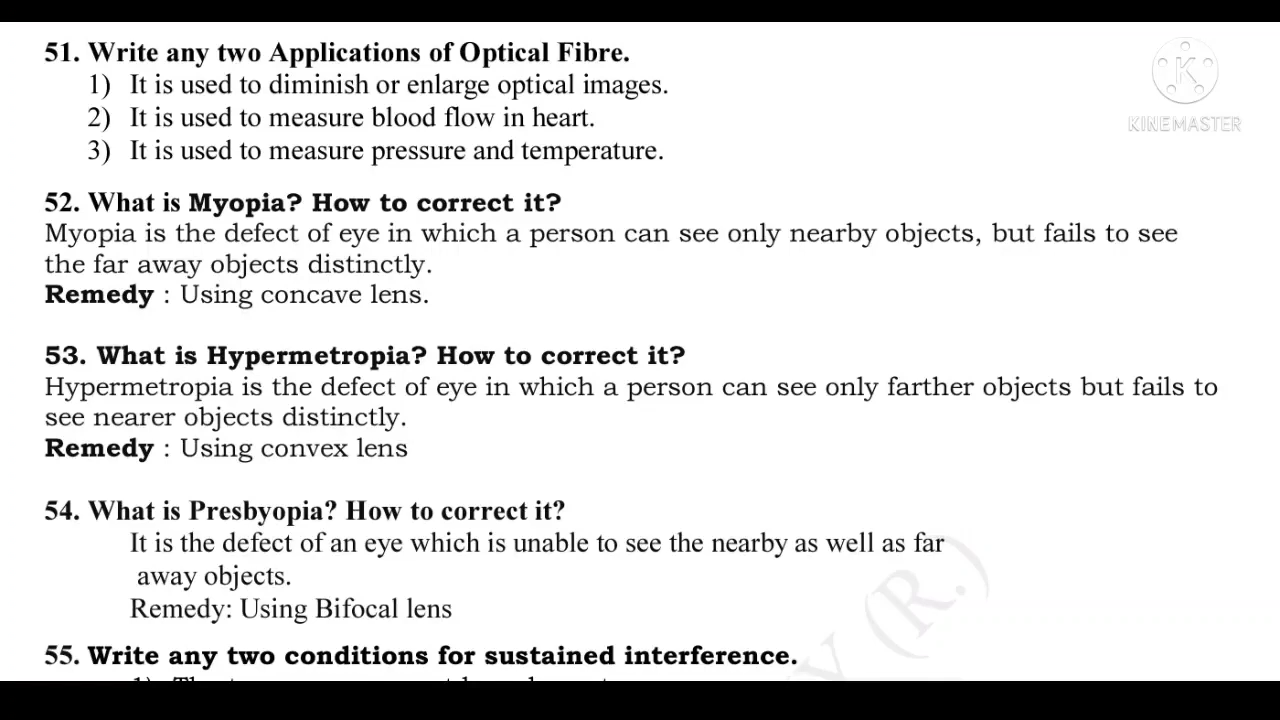 51. Write any two Applications of Optical Fibre.
1) It is used to diminish or enlarge optical images.
2) It is used to measure blood flow in heart.
3) It is used to measure pressure and temperature.
KINEMASTER
52. What is Myopia? How to correct it?
Myopia is the defect of eye in which a person can see only nearby objects, but fails to see
the far away objects distinctly.
Remedy : Using concave lens.
53. What is Hypermetropia? How to correct it?
Hypermetropia is the defect of eye in which a person can see only farther objects but fails to
see nearer objects distinctly.
Remedy : Using convex lens
54. What is Presbyopia? How to correct it?
It is the defect of an eye which is unable to see the nearby as well as far
away objects.
Remedy: Using Bifocal lens
(R.)
55. Write any two conditions for sustained interference.